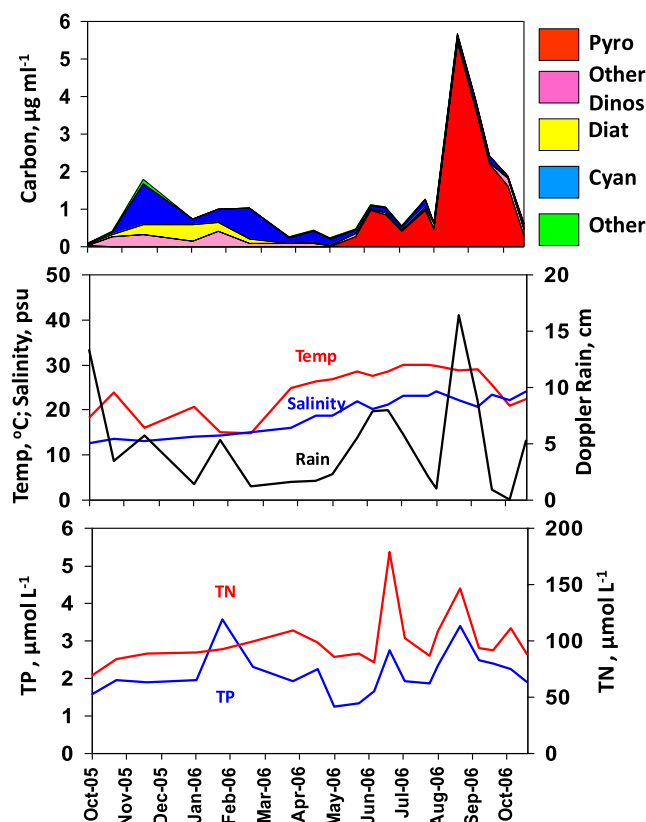 6
5
4
3
2
1
0
Carbon, µg ml-1
Pyro
Other
Dinos
Diat
Cyan
Other
50
40
30
20
10
0
Temp, ºC; Salinity, psu
Temp
Salinity
Rain
20
15
10
5
0
Doppler Rain, cm
6
5
4
3
2
1
0
TP , µmol L-1
TN
TP
200
150
100
50
0
TN , µmol L-1
Oct-05
Nov-05
Dec-05
Jan-06
Feb-06
Mar-06
Apr-06
May-06
Jun-06
Jul-06
Aug-06
Sep-06
Oct-06